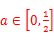 a ∈ [0, 1/2]